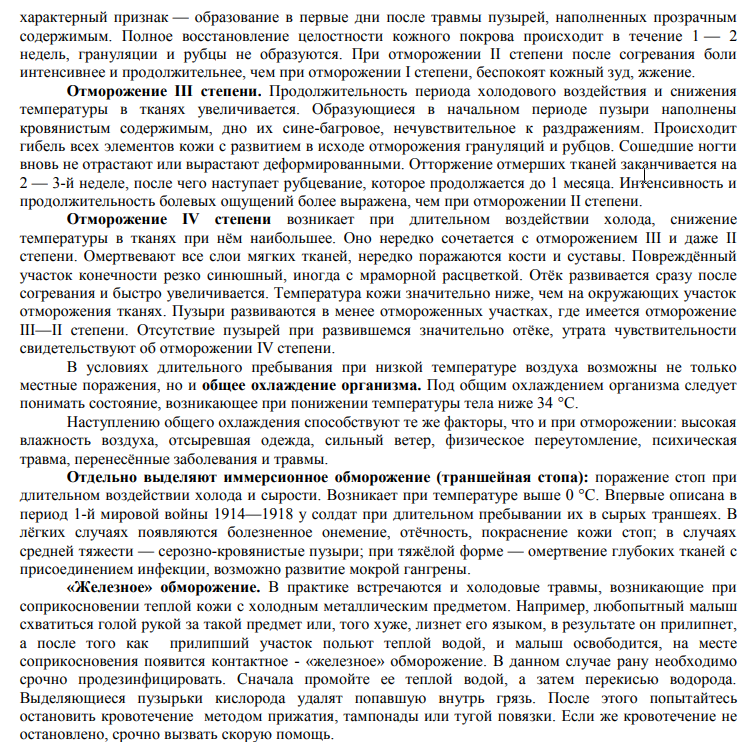 характерный признак — образование в первые дни после травмы пузырей, наполненных прозрачным
содержимым. Полное восстановление целостности кожного покрова происходит в течение 1 — 2
недель, грануляции и рубцы не образуются. При отморожении II степени после согревания боли
интенсивнее и продолжительнее, чем при отморожении I степени, беспокоят кожный зуд, жжение.
Отморожение III степени. Продолжительность периода холодового воздействия и снижения
температуры в тканях увеличивается. Образующиеся в начальном периоде пузыри наполнены
кровянистым содержимым, дно их сине-багровое, нечувствительное к раздражениям. Происходит
гибель всех элементов кожи с развитием в исходе отморожения грануляций и рубцов. Сошедшие ногти
вновь не отрастают или вырастают деформированными. Отторжение отмерших тканей заканчивается на
2 — 3-й неделе, после чего наступает рубцевание, которое продолжается до 1 месяца. Интенсивность и
продолжительность болевых ощущений более выражена, чем при отморожении II степени.
Отморожение IV степени возникает при длительном воздействии холода, снижение
температуры в тканях при нём наибольшее. Оно нередко сочетается с отморожением III и даже II
степени. Омертвевают все слои мягких тканей, нередко поражаются кости и суставы. Повреждённый
участок конечности резко синюшный, иногда с мраморной расцветкой. Отёк развивается сразу после
согревания и быстро увеличивается. Температура кожи значительно ниже, чем на окружающих участок
отморожения тканях. Пузыри развиваются в менее отмороженных участках, где имеется отморожение
III—II степени. Отсутствие пузырей при развившемся значительно отёке, утрата чувствительности
свидетельствуют об отморожении IV степени.
В условиях длительного пребывания при низкой температуре воздуха возможны не только
местные поражения, но и общее охлаждение организма. Под общим охлаждением организма следует
понимать состояние, возникающее при понижении температуры тела ниже 34 °С.
Наступлению общего охлаждения способствуют те же факторы, что и при отморожении: высокая
влажность воздуха, отсыревшая одежда, сильный ветер, физическое переутомление, психическая
травма, перенесённые заболевания и травмы.
Отдельно выделяют иммерсионное обморожение (траншейная стопа): поражение стоп при
длительном воздействии холода и сырости. Возникает при температуре выше 0 °С. Впервые описана в
период 1-й мировой войны 1914—1918 у солдат при длительном пребывании их в сырых траншеях. В
лёгких случаях появляются болезненное онемение, отёчность, покраснение кожи стоп; в случаях
средней тяжести — серозно-кровянистые пузыри; при тяжёлой форме — омертвение глубоких тканей с
присоединением инфекции, возможно развитие мокрой гангрены.
«Железное» обморожение. В практике встречаются и холодовые травмы, возникающие при
соприкосновении теплой кожи с холодным металлическим предметом. Например, любопытный малыш
схватиться голой рукой за такой предмет или, того хуже, лизнет его языком, в результате он прилипнет,
а после того как прилипший участок польют теплой водой, и малыш освободится, на месте
соприкосновения появится контактное - «железное» обморожение. В данном случае рану необходимо
срочно продезинфицировать. Сначала промойте ее теплой водой, а затем перекисью водорода.
Выделяющиеся пузырьки кислорода удалят попавшую внутрь грязь. После этого попытайтесь
остановить кровотечение методом прижатия, тампонады или тугой повязки. Если же кровотечение не
остановлено, срочно вызвать скорую помощь.